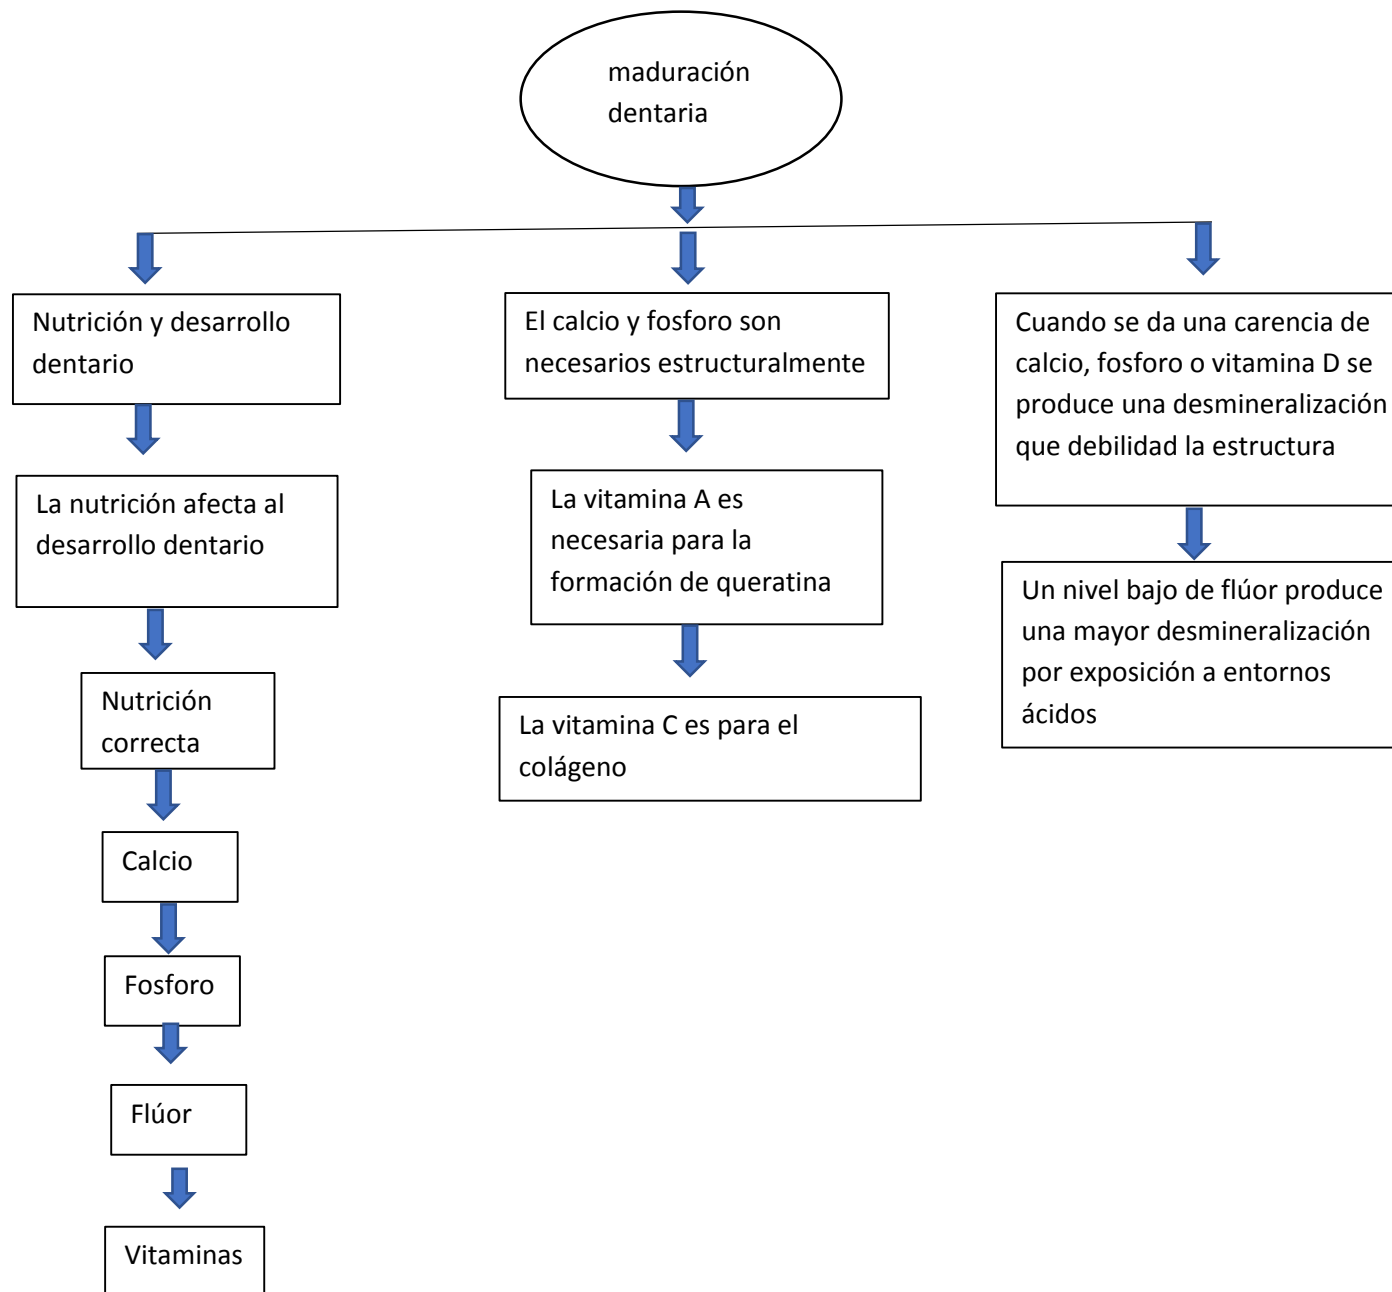 maduración
dentaria
Nutrición y desarrollo
dentario
La nutrición afecta al
desarrollo dentario
Nutrición
correcta
Calcio
Fosforo
Flúor
Vitaminas
El calcio y fosforo son
necesarios estructuralmente
La vitamina A es
necesaria para la
formación de queratina
La vitamina C es para el
colágeno
Cuando se da una carencia de
calcio, fosforo o vitamina D se
produce una desmineralización
que debilidad la estructura
Un nivel bajo de flúor produce
una mayor desmineralización
por exposición a entornos
ácidos